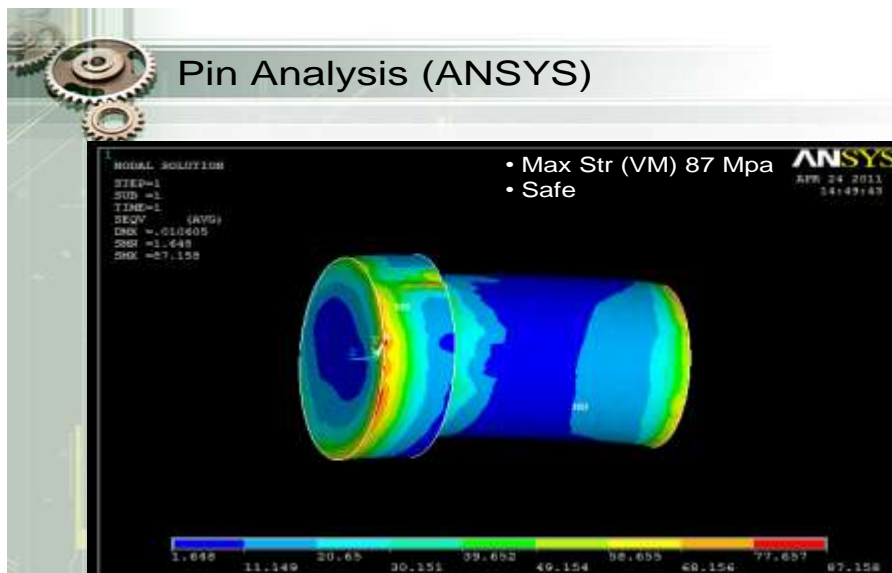 Pin Analysis (ANSYS)
1
NODAL SOLUTION
STEP=1
SUB =1
TIME=1
SEQV (AVG)
DMX =.010605
SMN =1.648
SMX =87.158
• Max Str (VM) 87 Mpa
• Safe
ANSYS
APR 24 2011
14:49:43
1.648 20.65 39.652 58.655 77.657
11.149 30.151 49.154 68.156 87.158